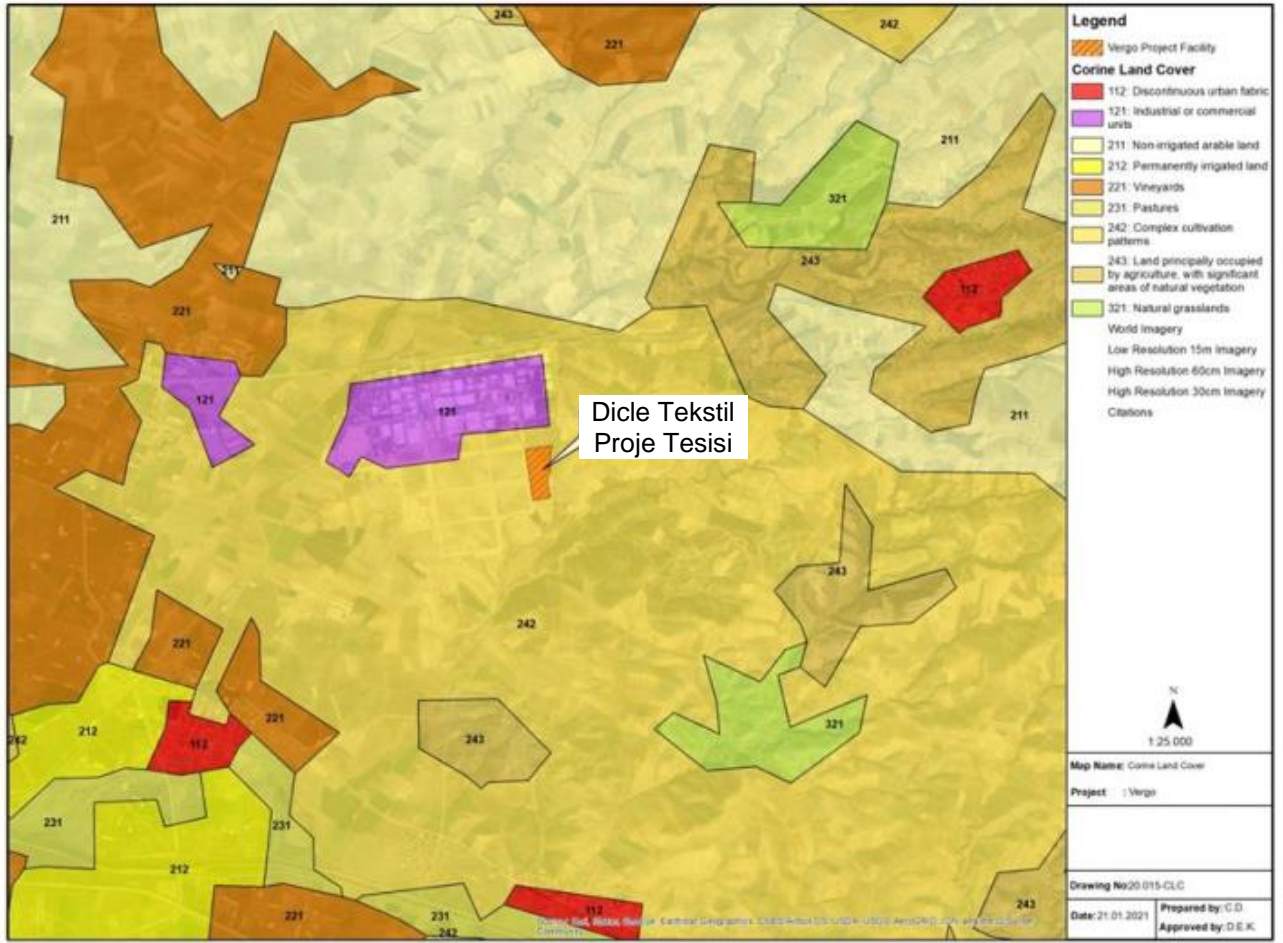 243
221
242
211
321
211
243
112
211
221
121
121
211
Dicle Tekstil
Proje Tesisi
243
242
221
221
212
242
112
243
321
231
231
212
221
231
242
112
243
Legend
Vergo Project Facility
Corine Land Cover
112: Discontinuous urban fabric
121: Industrial or commercial
units
211: Non-irrigated arable land
212: Permanently irrigated land
221: Vineyards
231: Pastures
242: Complex cultivation
patterns
243: Land principally occupied
by agriculture, with significant
areas of natural vegetation
321: Natural grasslands
World Imagery
Low Resolution 15m Imagery
High Resolution 60cm Imagery
High Resolution 30cm Imagery
Citations
N
1:25.000
Map Name: Corine Land Cover
Project : Vergo
Drawing No:20.015-CLC
Date: 21.01.2021
Prepared by: C.D.
Approved by: D.E.K.